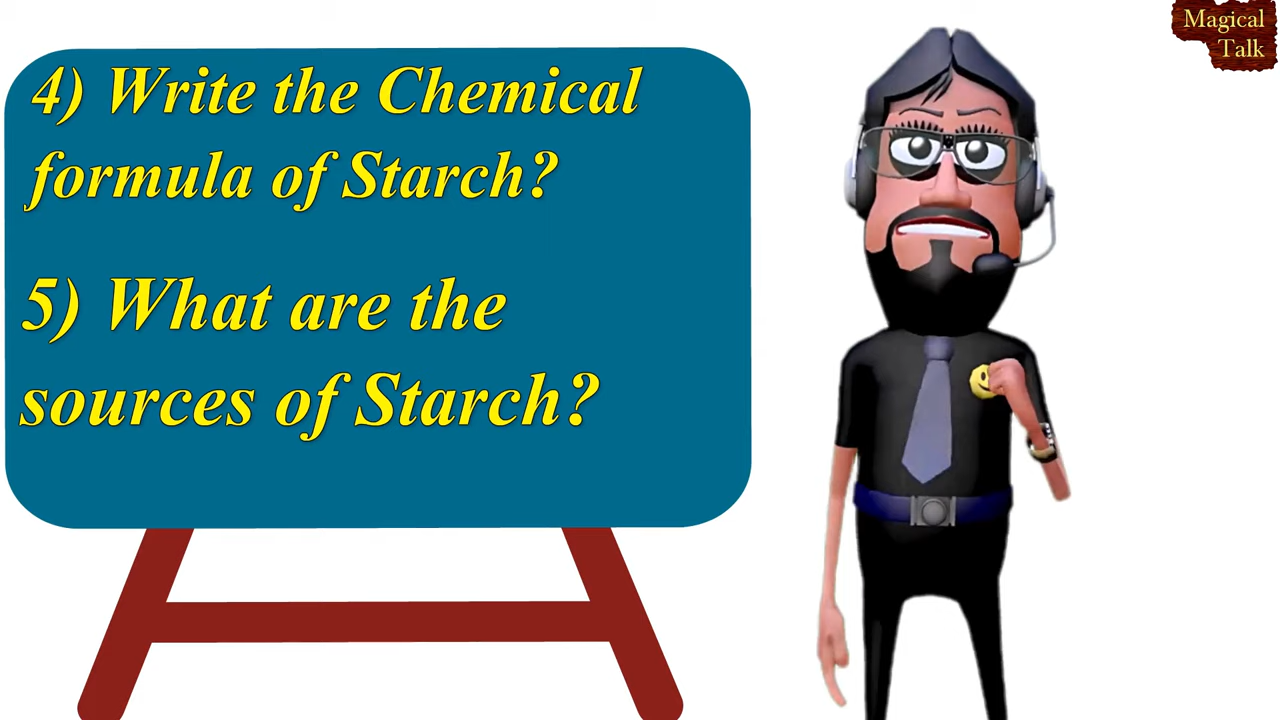 Magical
Talk
4) Write the Chemical
formula of Starch?
5) What are the
sources of Starch?